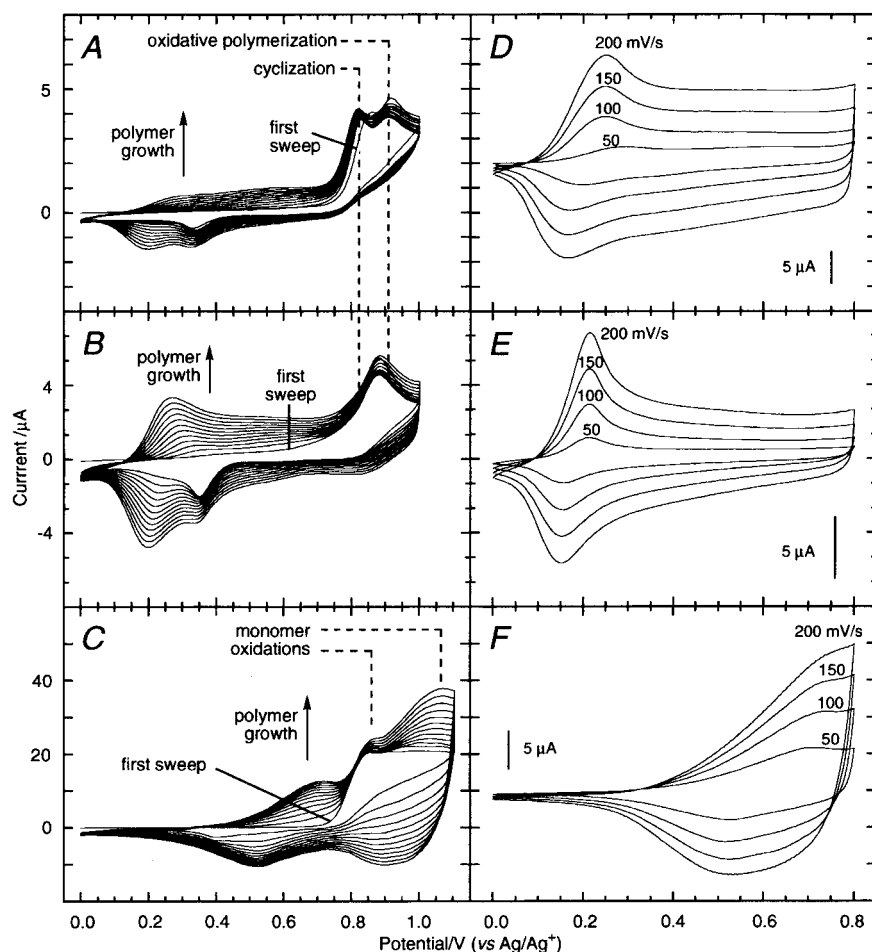 A
oxidative polymerization
cyclization
5
polymer
growth
first
sweep
0
D
200 mV/s
150
100
50
5 µA
B
polymer
growth
first
sweep
4
0
-4
Currrent /µA
E
200 mV/s
150
100
50
5 µA
C
monomer
oxidations
40
polymer
growth
20
first sweep
0
0.0 0.2 0.4 0.6 0.8 1.0
F
200 mV/s
150
100
50
5 µA
0.0 0.2 0.4 0.6 0.8
Potential/V (vs Ag/Ag⁺)